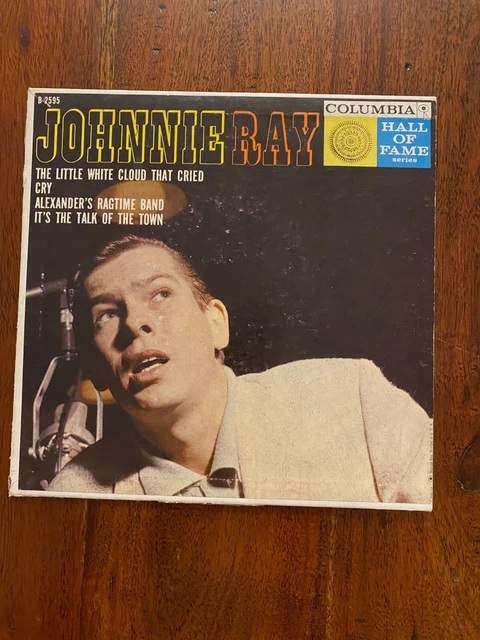 B-2595
JOHNNIE RAY
COLUMBIA
HALL
OF
FAME
series
THE LITTLE WHITE CLOUD THAT CRIED
CRY
ALEXANDER'S RAGTIME BAND
IT'S THE TALK OF THE TOWN